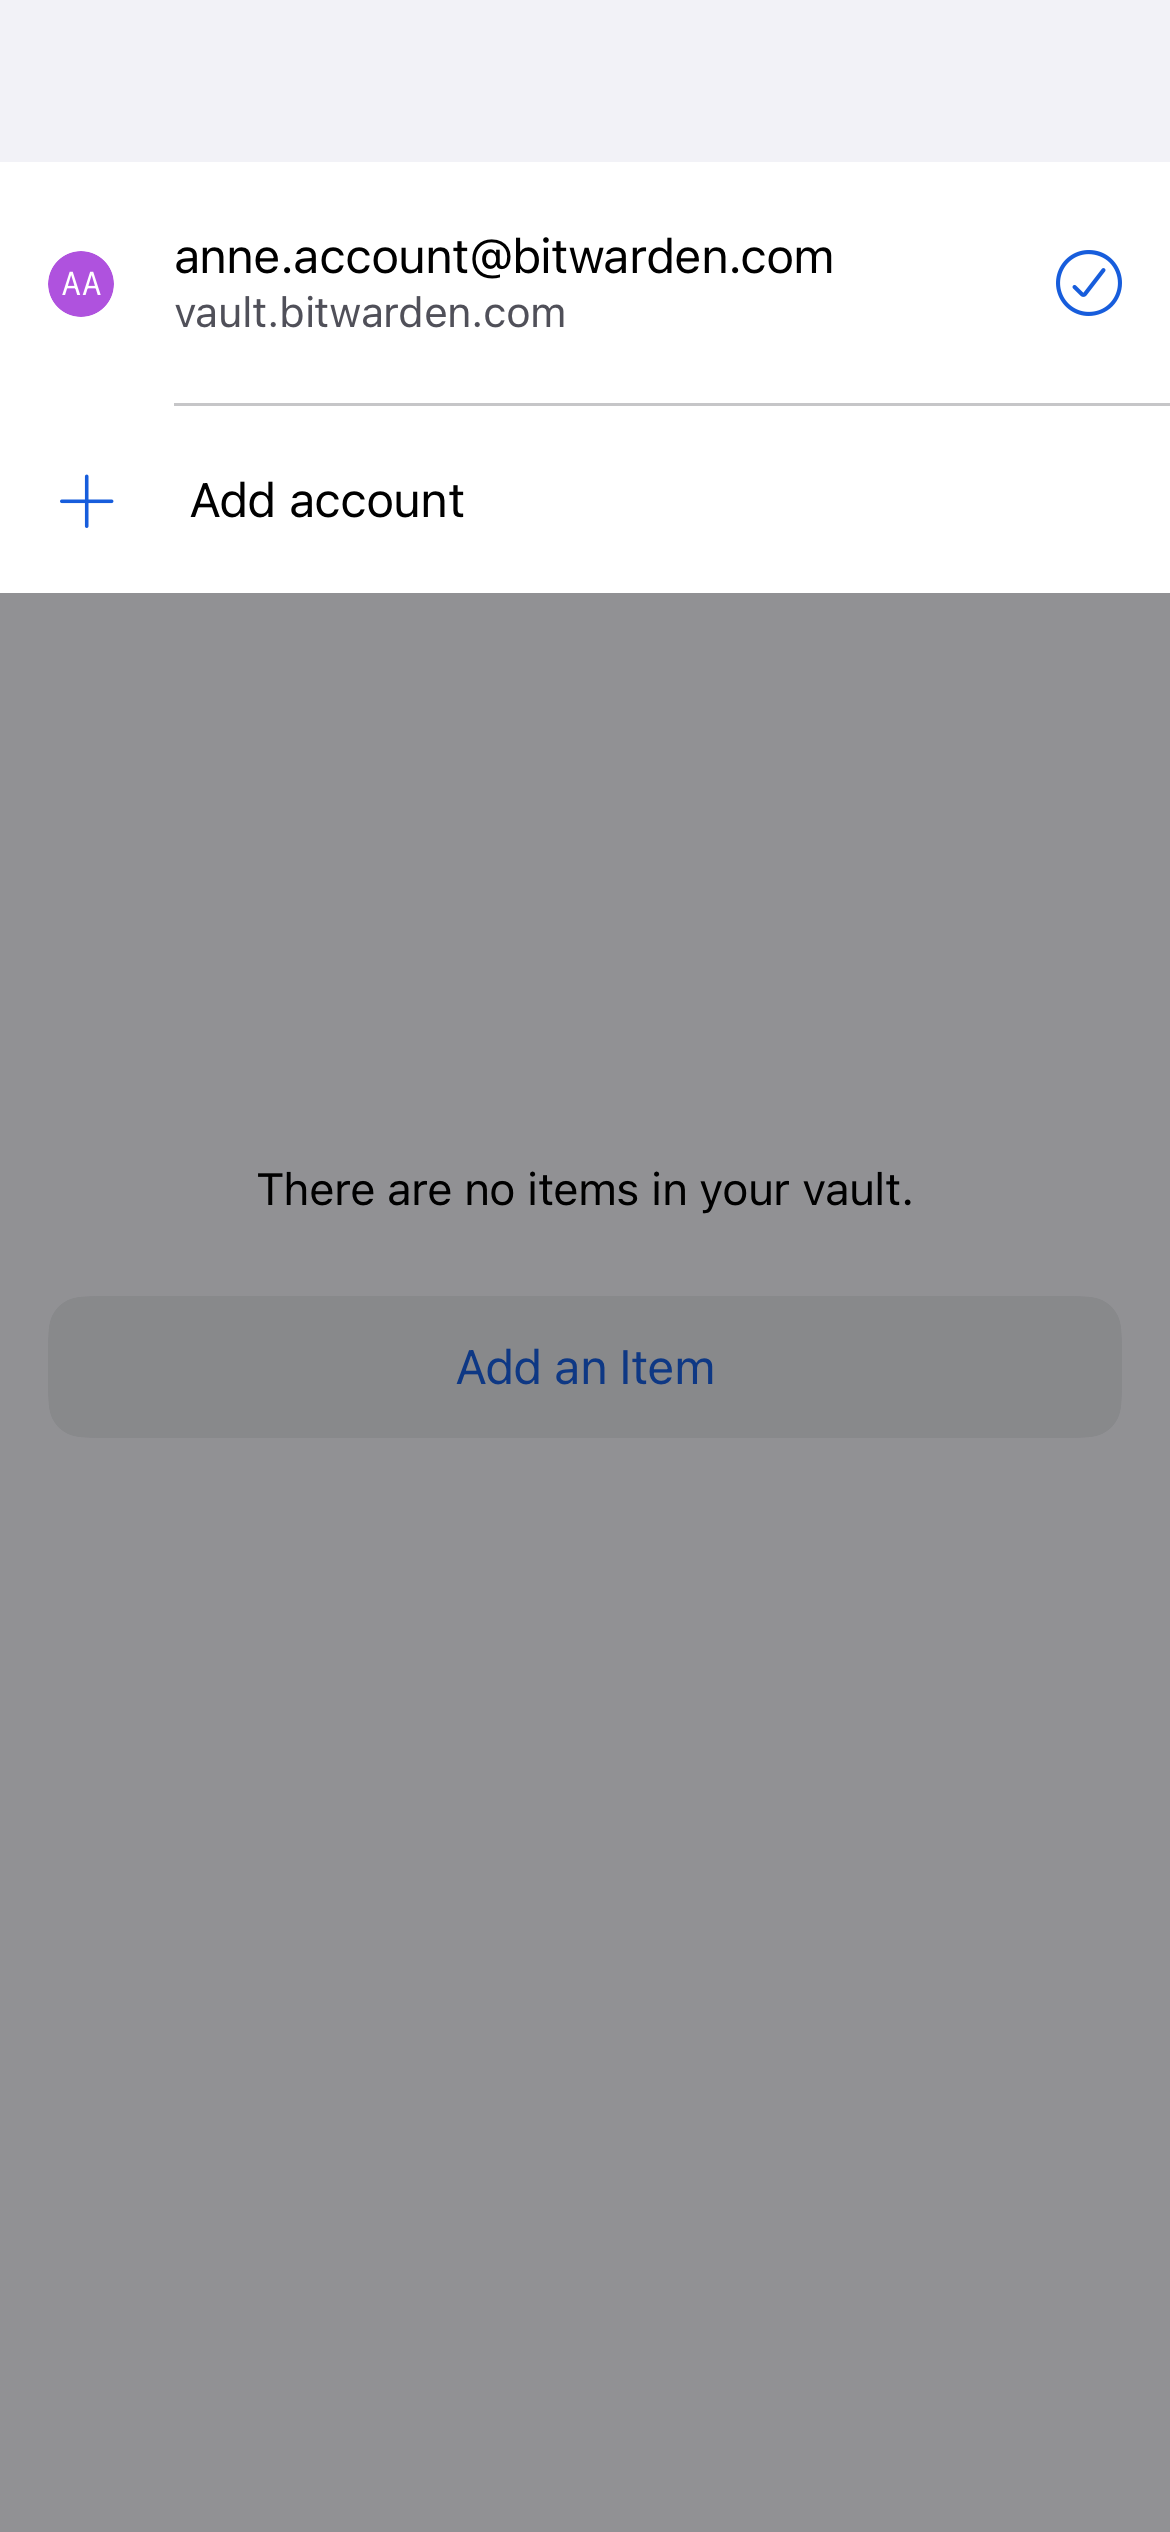 AA
anne.account@bitwarden.com
vault.bitwarden.com
Add account
There are no items in your vault.
Add an Item